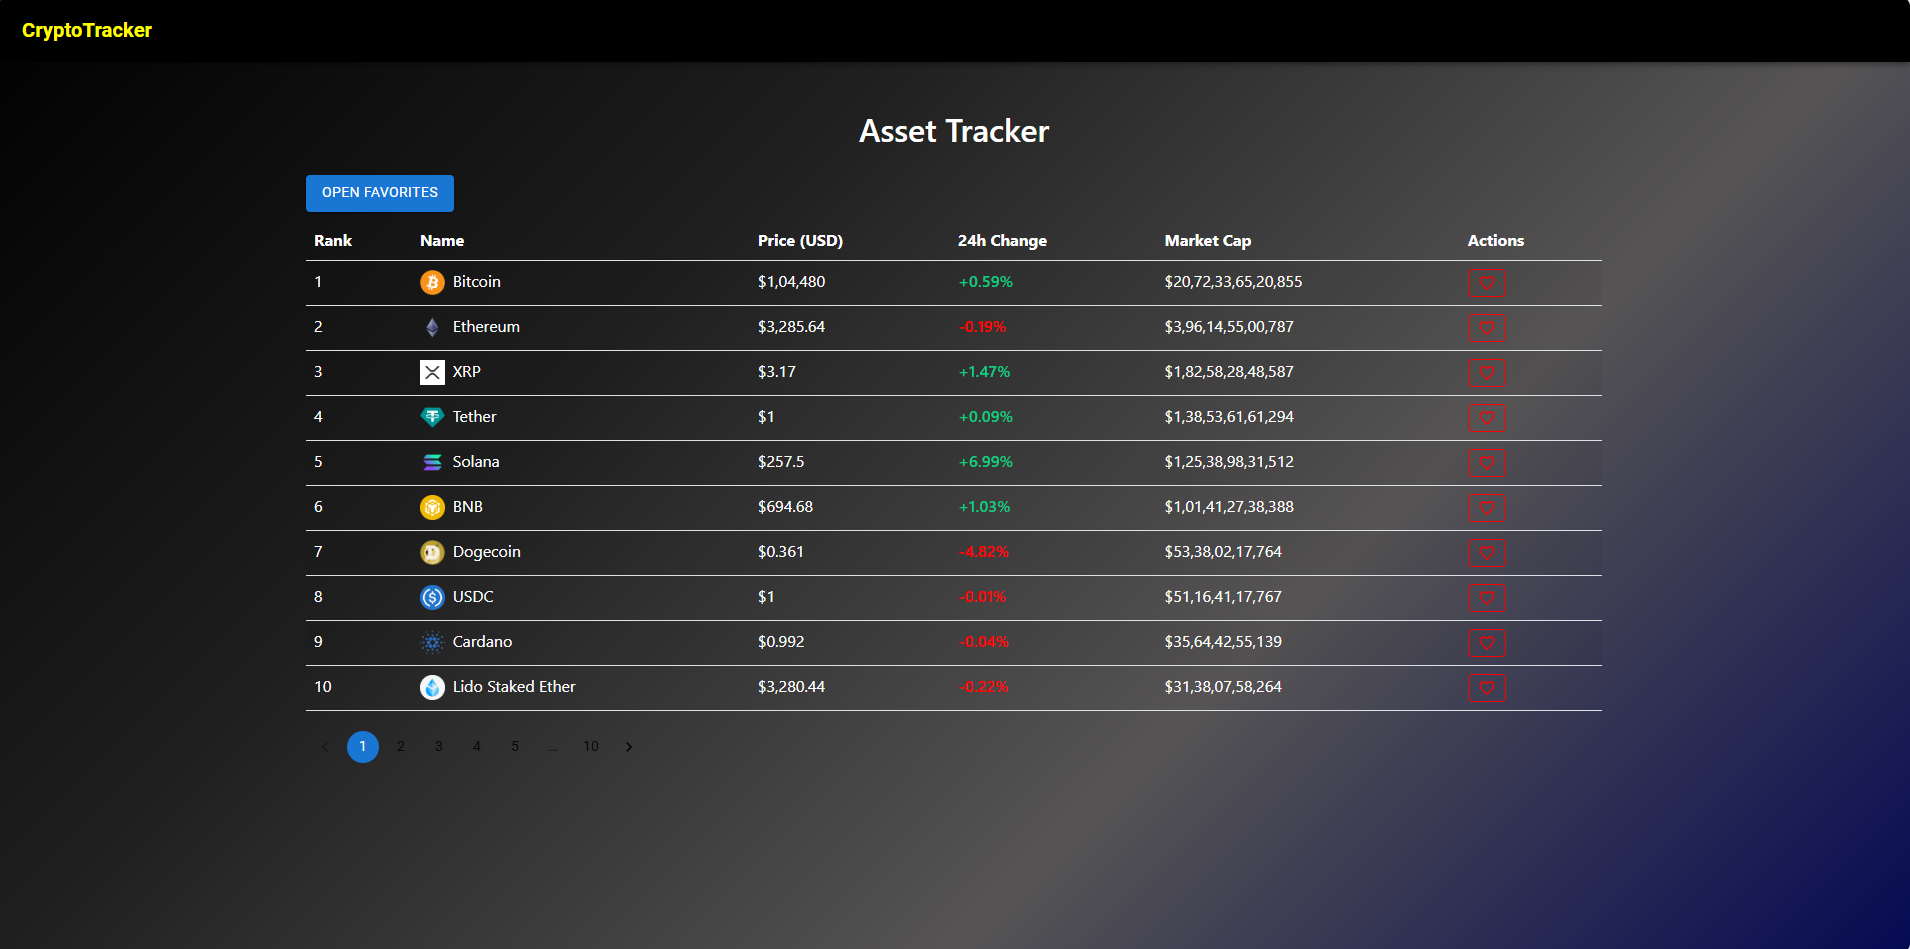 CryptoTracker
Asset Tracker
OPEN FAVORITES
Rank Name Price (USD) 24h Change Market Cap Actions
1 Bitcoin $1,04,480 +0.59% $20,72,33,65,20,855
2 Ethereum $3,285.64 -0.19% $3,96,14,55,00,787
3 XRP $3.17 +1.47% $1,82,58,28,48,587
4 Tether $1 +0.09% $1,38,53,61,61,294
5 Solana $257.5 +6.99% $1,25,38,98,31,512
6 BNB $694.68 +1.03% $1,01,41,27,38,388
7 Dogecoin $0.361 -4.82% $53,38,02,17,764
8 USDC $1 -0.01% $51,16,41,17,767
9 Cardano $0.992 -0.04% $35,64,42,55,139
10 Lido Staked Ether $3,280.44 -0.22% $31,38,07,58,264
‹ 1 2 3 4 5 ... 10 ›